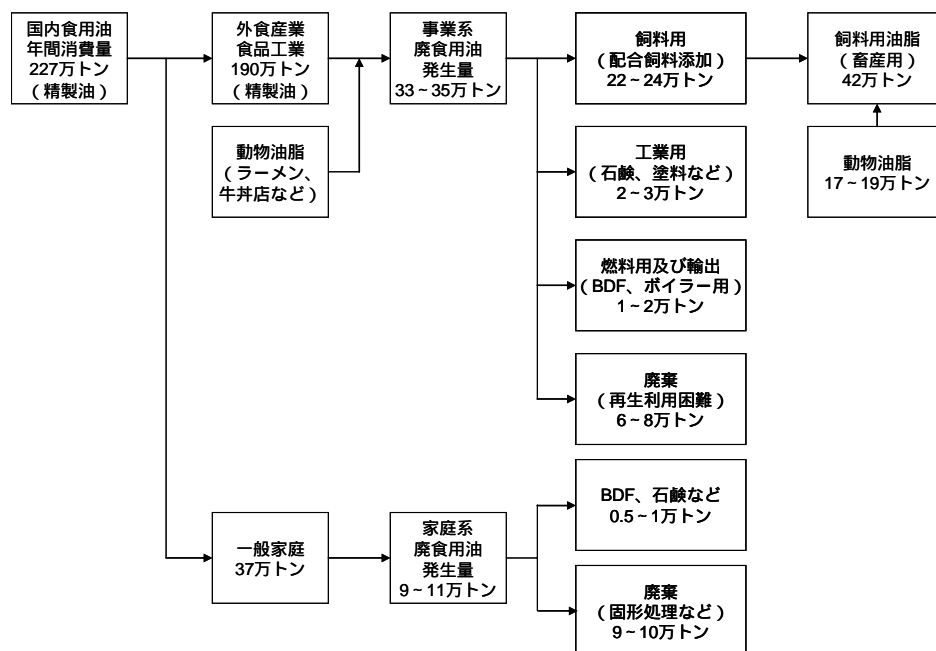 国内食用油
年間消費量
227万トン
(精製油)
外食産業
食品工業
190万トン
(精製油)
動物油脂
(ラーメン、
牛丼店など)
事業系
廃食用油
発生量
33~35万トン
飼料用
(配合飼料添加)
22~24万トン
飼料用油脂
(畜産用)
42万トン
動物油脂
17~19万トン
工業用
(石鹸、塗料など)
2~3万トン
燃料用及び輸出
(BDF、ボイラー用)
1~2万トン
廃棄
(再生利用困難)
6~8万トン
一般家庭
37万トン
家庭系
廃食用油
発生量
9~11万トン
BDF、石鹸など
0.5~1万トン
廃棄
(固形処理など)
9~10万トン